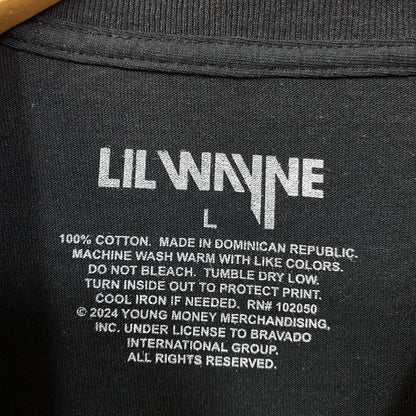 LIL WAYNE
L
100% COTTON. MADE IN DOMINICAN REPUBLIC.
MACHINE WASH WARM WITH LIKE COLORS.
DO NOT BLEACH. TUMBLE DRY LOW.
TURN INSIDE OUT TO PROTECT PRINT.
COOL IRON IF NEEDED. RN# 102050
© 2024 YOUNG MONEY MERCHANDISING,
INC. UNDER LICENSE TO BRAVADO
INTERNATIONAL GROUP.
ALL RIGHTS RESERVED.